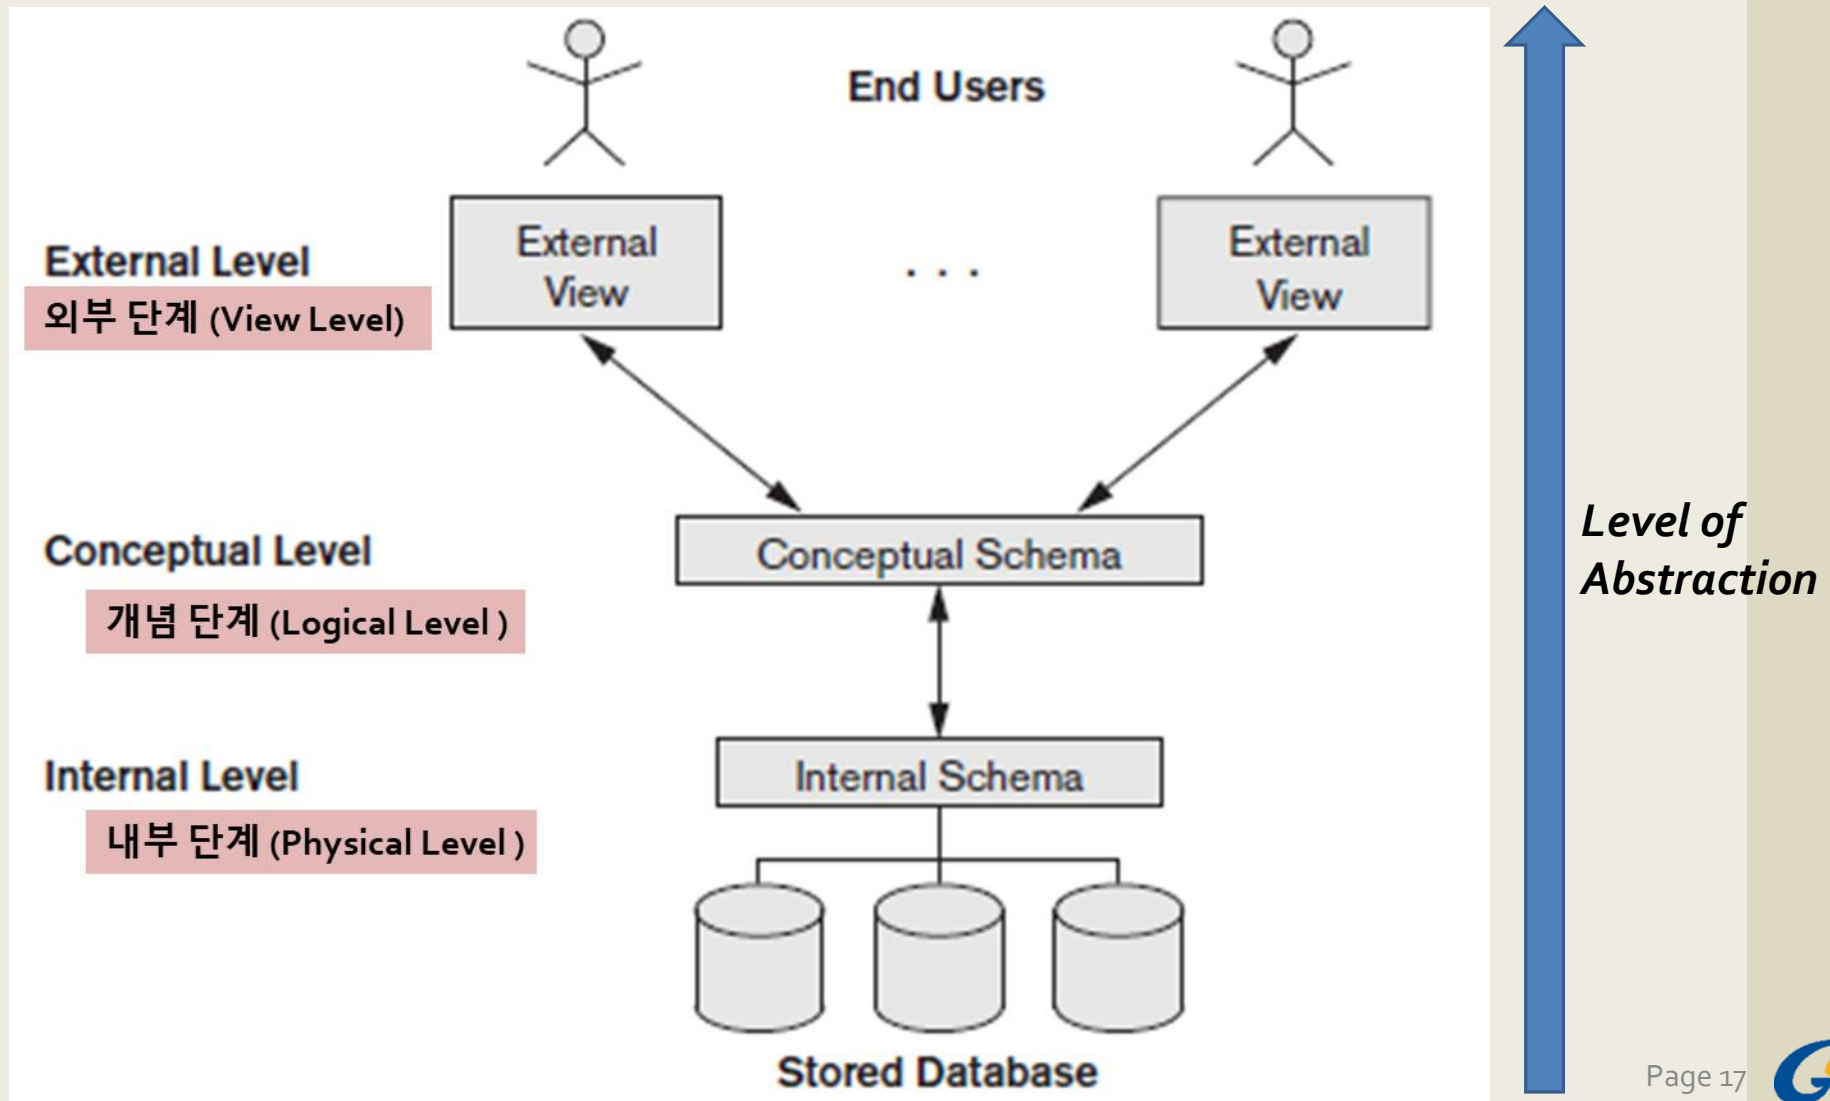 End Users
External
View
. . .
External
View
External Level
외부 단계 (View Level)
Conceptual Schema
Conceptual Level
개념 단계 (Logical Level )
Level of
Abstraction
Internal Schema
Internal Level
내부 단계 (Physical Level )
Stored Database
Page 17
G